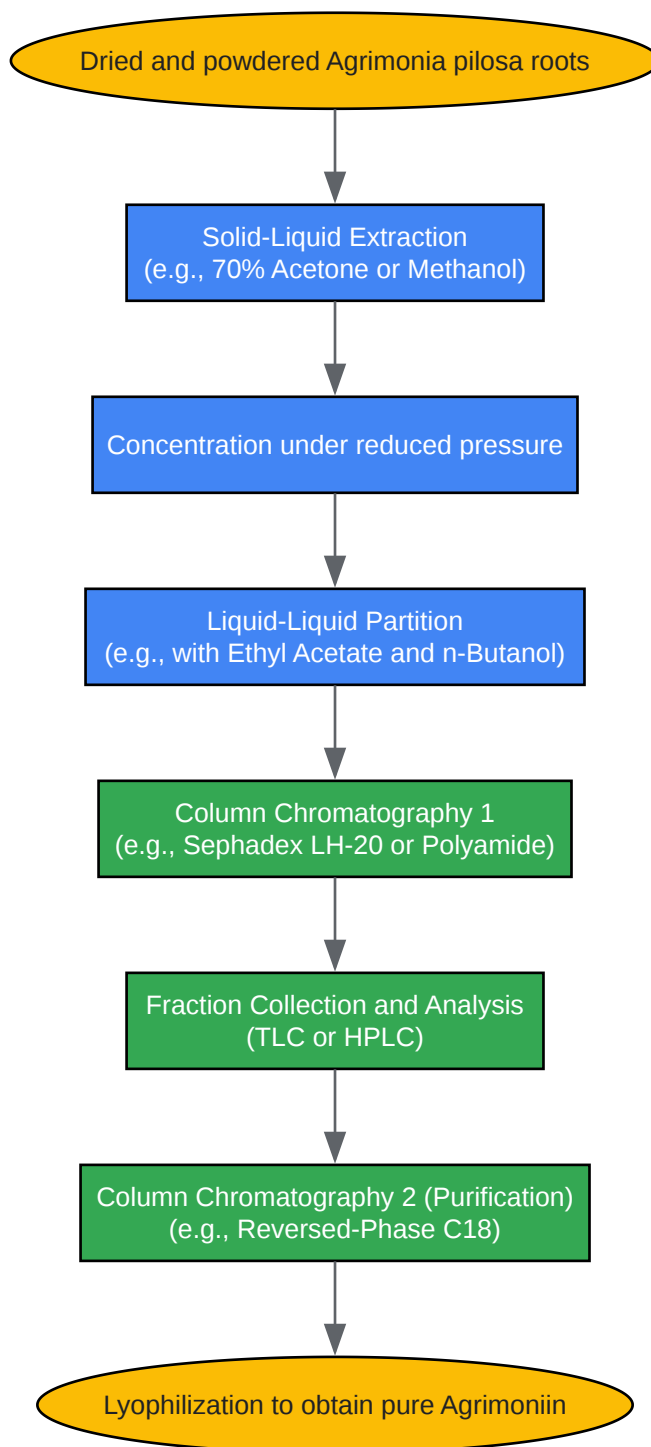 Dried and powdered Agrimonia pilosa roots
Solid-Liquid Extraction
(e.g., 70% Acetone or Methanol)
Concentration under reduced pressure
Liquid-Liquid Partition
(e.g., with Ethyl Acetate and n-Butanol)
Column Chromatography 1
(e.g., Sephadex LH-20 or Polyamide)
Fraction Collection and Analysis
(TLC or HPLC)
Column Chromatography 2 (Purification)
(e.g., Reversed-Phase C18)
Lyophilization to obtain pure Agrimoniin